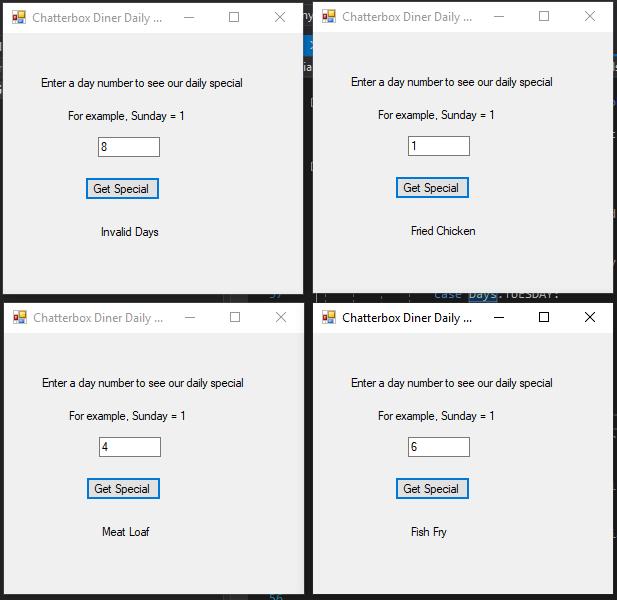 Chatterbox Diner Daily ...
Enter a day number to see our daily special
For example, Sunday = 1
8
Get Special
Invalid Days
Chatterbox Diner Daily ...
Enter a day number to see our daily special
For example, Sunday = 1
1
Get Special
Fried Chicken
case Days.TUESDAY:
Chatterbox Diner Daily ...
Enter a day number to see our daily special
For example, Sunday = 1
4
Get Special
Meat Loaf
Chatterbox Diner Daily ...
Enter a day number to see our daily special
For example, Sunday = 1
6
Get Special
Fish Fry
56